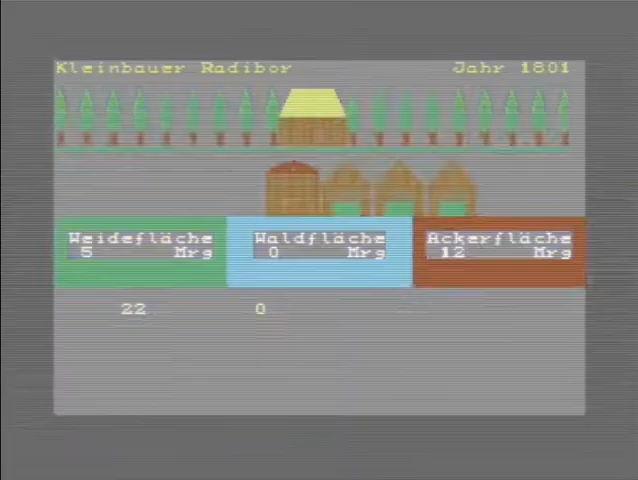 Kleinbauer Radibor Jahr 1801
Weidefläche Waldfläche Ackerfläche
5 Mrg 0 Mrg 12 Mrg
22 0